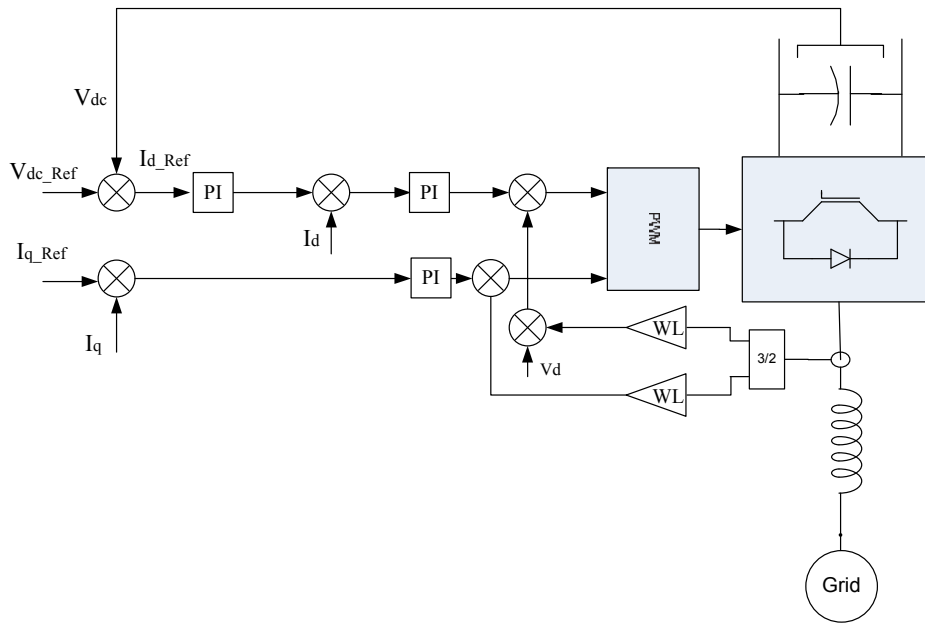 Vdc
Vdc_Ref
Id_Ref
PI
PI
Id
PWM
Iq_Ref
PI
Iq
WL
Vd
3/2
WL
Grid